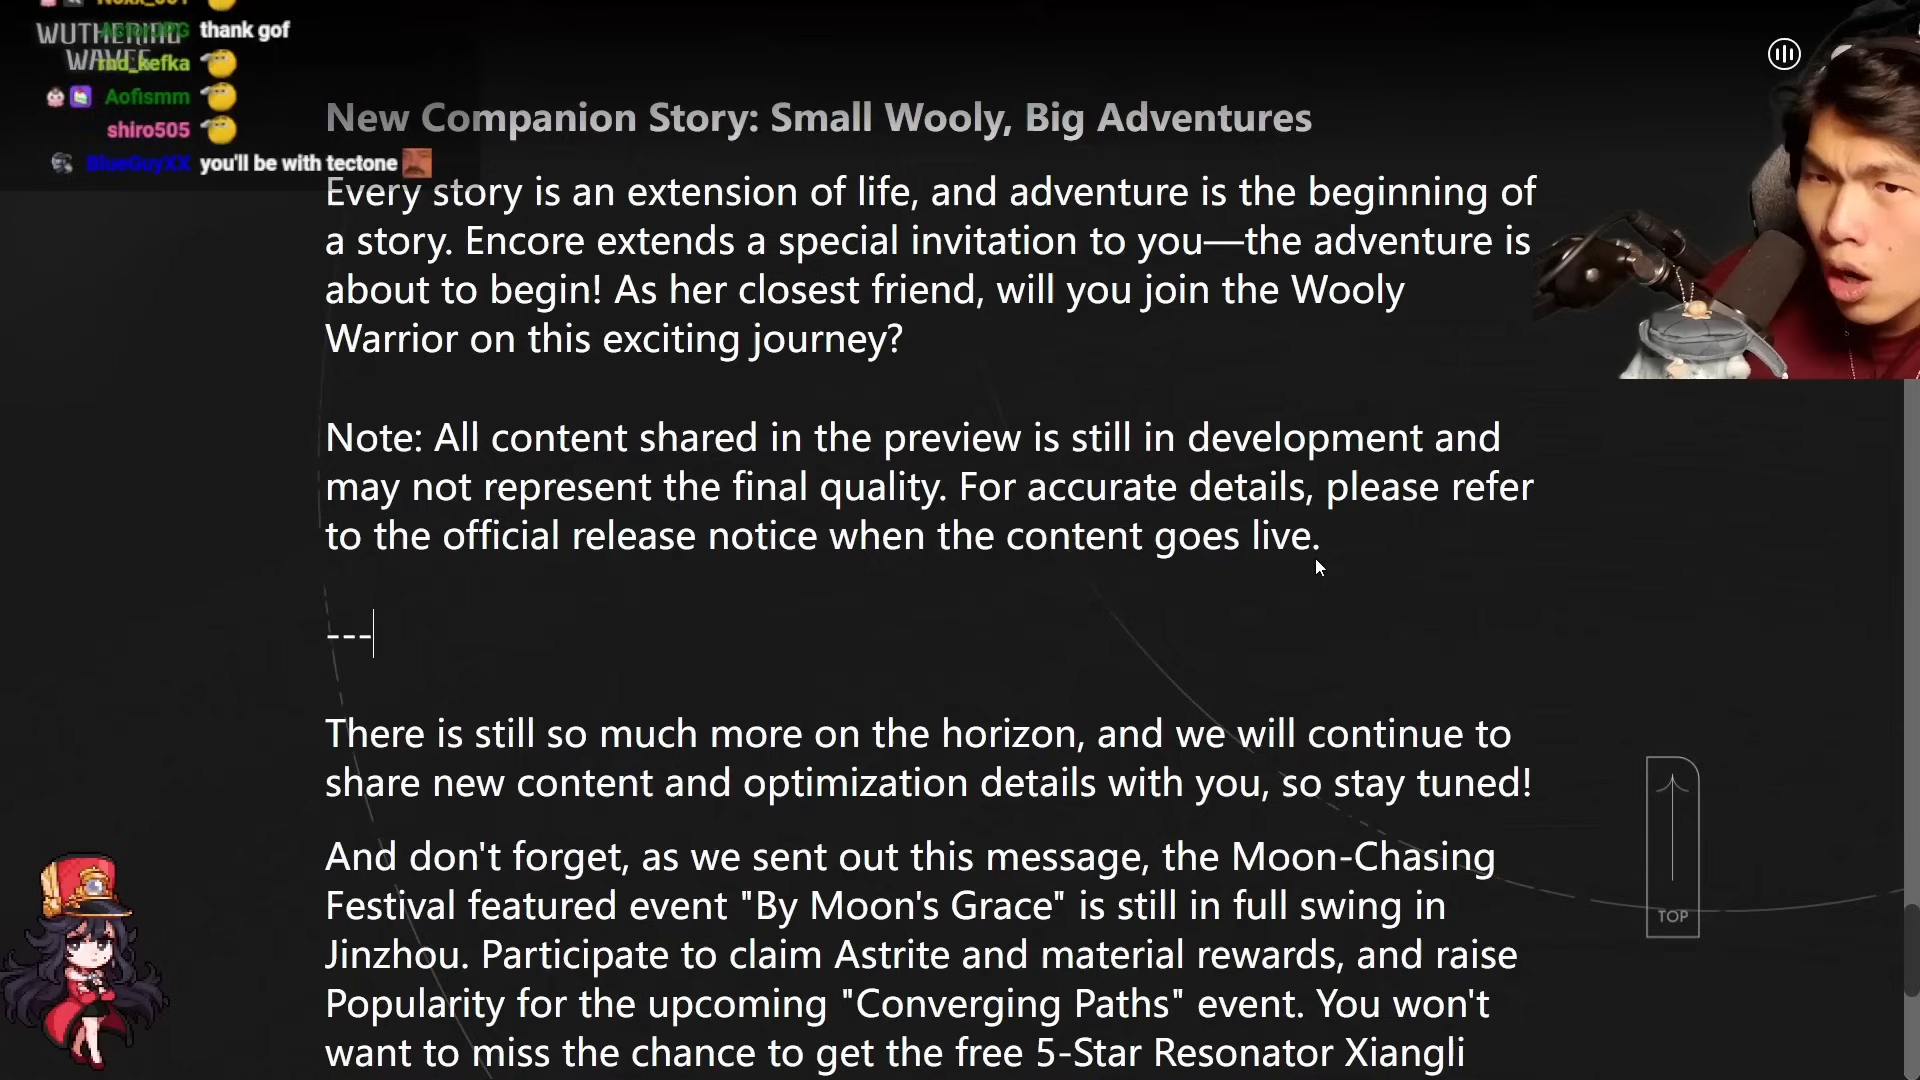 WUTHERING
WAVES
thank gof
md_kefka
Aofismm
shiro505
BlueGuyXX you'll be with tectone
New Companion Story: Small Wooly, Big Adventures
Every story is an extension of life, and adventure is the beginning of
a story. Encore extends a special invitation to you—the adventure is
about to begin! As her closest friend, will you join the Wooly
Warrior on this exciting journey?
Note: All content shared in the preview is still in development and
may not represent the final quality. For accurate details, please refer
to the official release notice when the content goes live.
---
There is still so much more on the horizon, and we will continue to
share new content and optimization details with you, so stay tuned!
And don't forget, as we sent out this message, the Moon-Chasing
Festival featured event "By Moon's Grace" is still in full swing in
Jinzhou. Participate to claim Astrite and material rewards, and raise
Popularity for the upcoming "Converging Paths" event. You won't
want to miss the chance to get the free 5-Star Resonator Xiangli
TOP